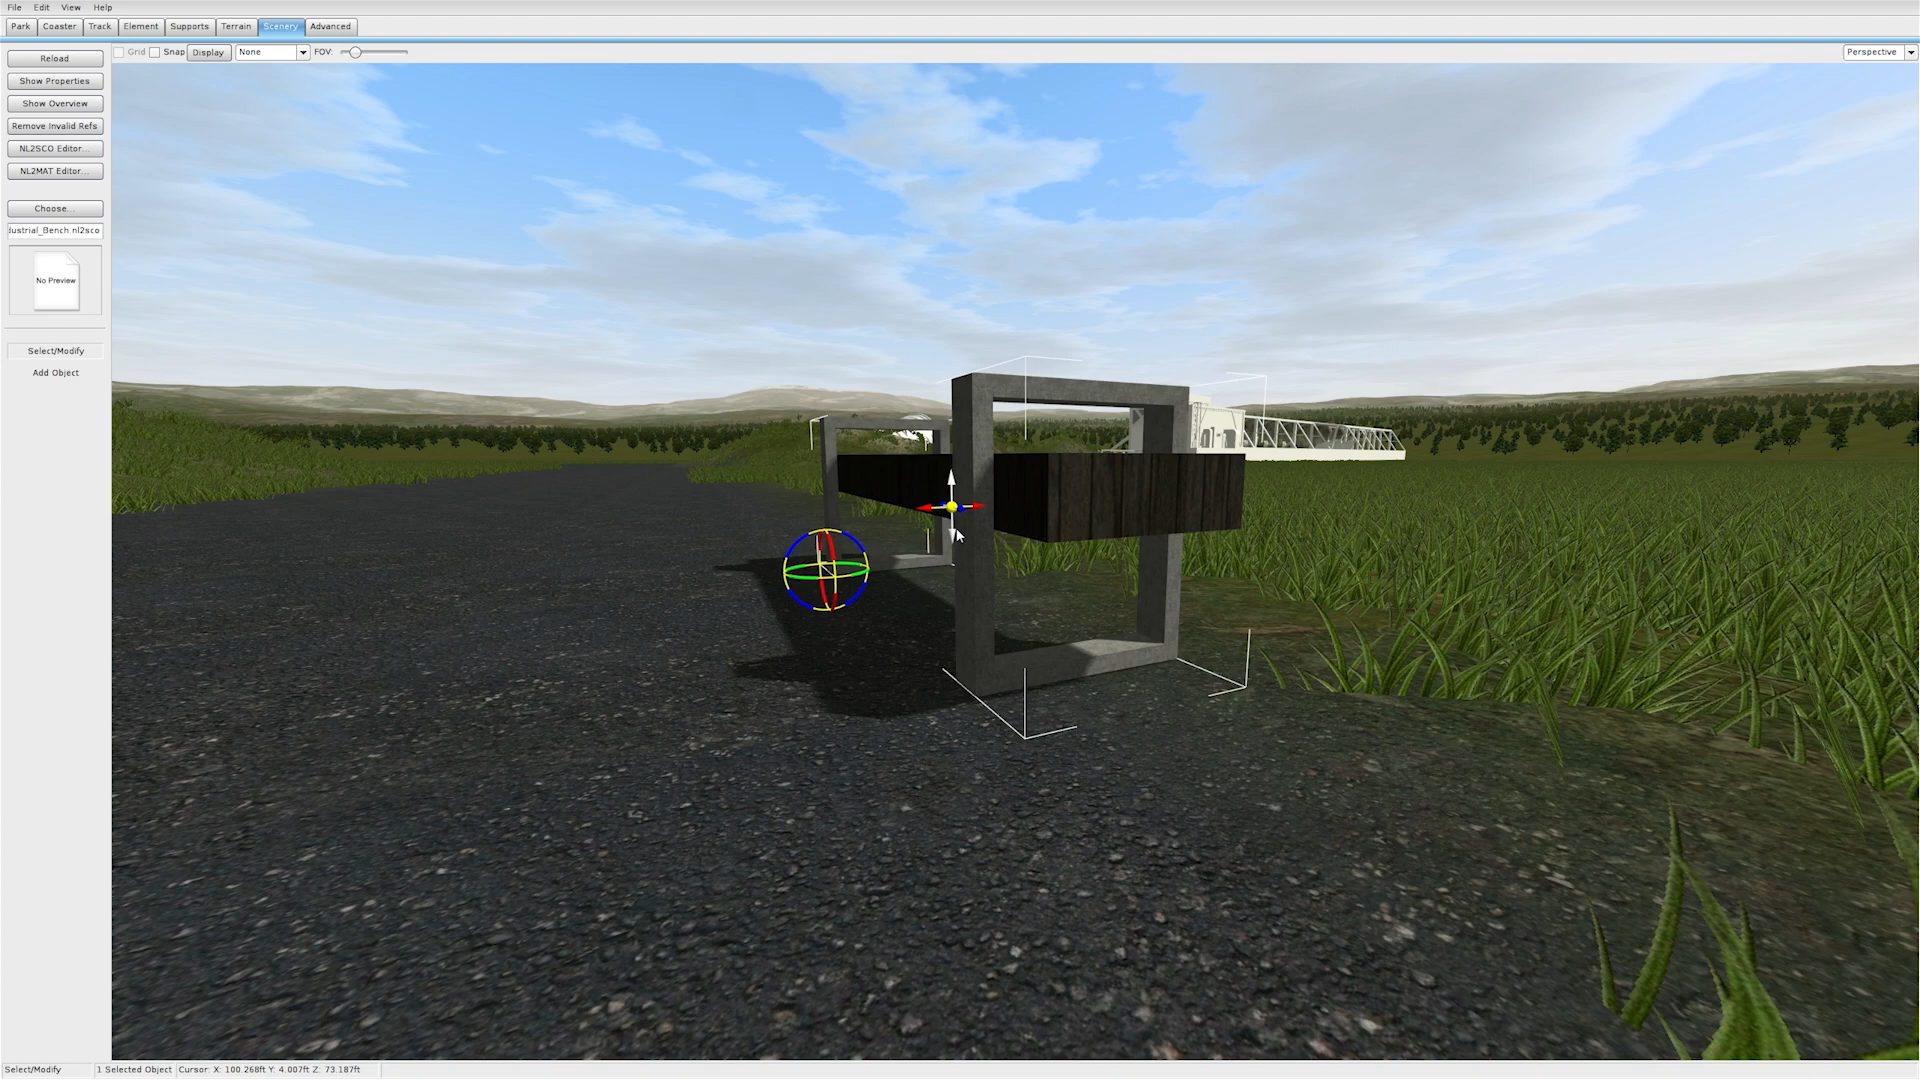 File Edit View Help
Park Coaster Track Element Supports Terrain Scenery Advanced
Grid Snap Display None FOV: Perspective
Reload
Show Properties
Show Overview
Remove Invalid Refs
NL2SCO Editor...
NL2MAT Editor...
Choose...
dustrial_Bench.nl2sco
No Preview
Select/Modify
Add Object
Select/Modify 1 Selected Object Cursor: X: 100.268ft Y: 4.007ft Z: 73.187ft